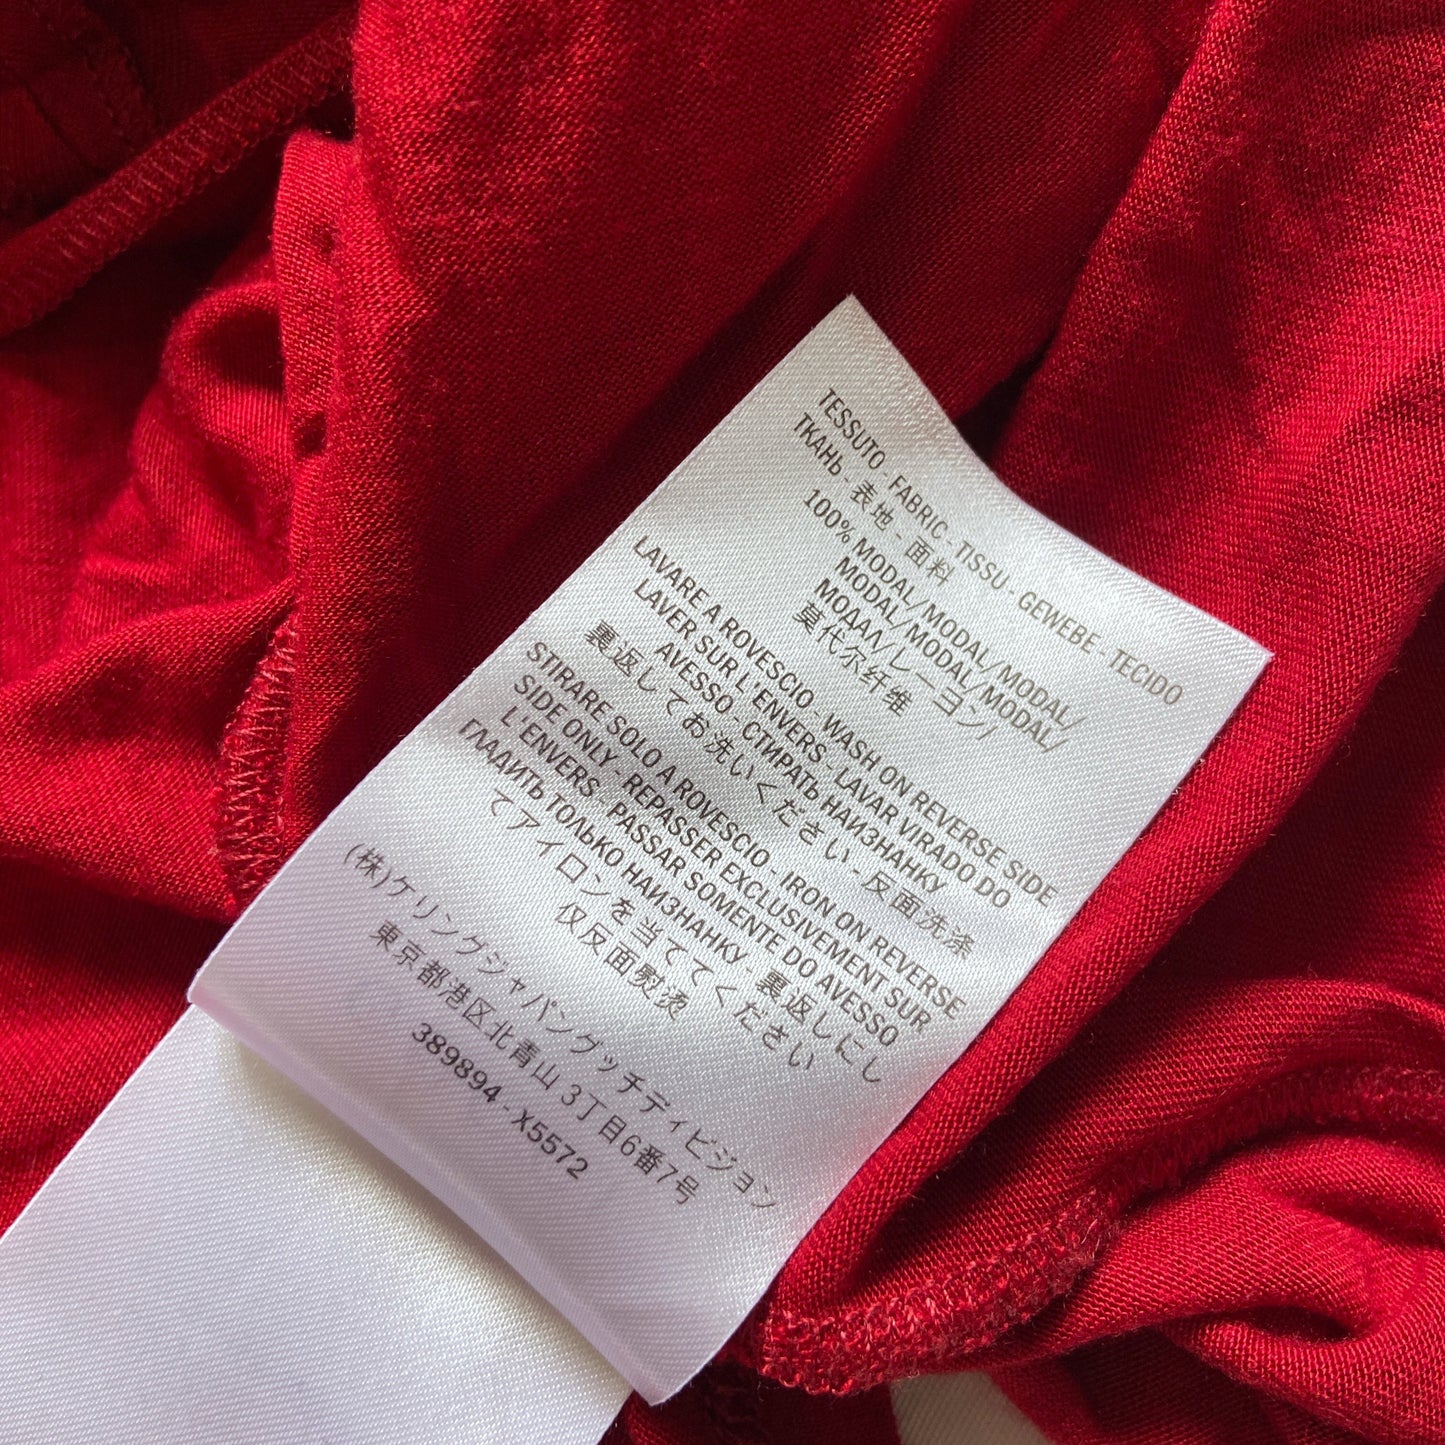 TESSUTO - FABRIC - TISSU - GEWEBE - TECIDO
ТКАНЬ - 表地 - 面料
100% MODAL/MODAL/MODAL/
MODAL/MODAL/MODAL/
МОДАЛ/レーヨン/
莫代尔纤维
LAVARE A ROVESCIO - WASH ON REVERSE SIDE
LAVER SUR L'ENVERS - LAVAR VIRADO DO
AVESSO - СТИРАТЬ НАИЗНАНКУ
裏返してお洗いください - 反面洗涤
STIRARE SOLO A ROVESCIO - IRON ON REVERSE
SIDE ONLY - REPASSER EXCLUSIVEMENT SUR
L'ENVERS - PASSAR SOMENTE DO AVESSO
ГЛАДИТЬ ТОЛЬКО НАИЗНАНКУ - 裏返しにし
てアイロンを当ててください
仅反面熨烫
(株)ケリングジャパングッチディビジョン
東京都港区北青山 3丁目6番7号
389894 - X5572